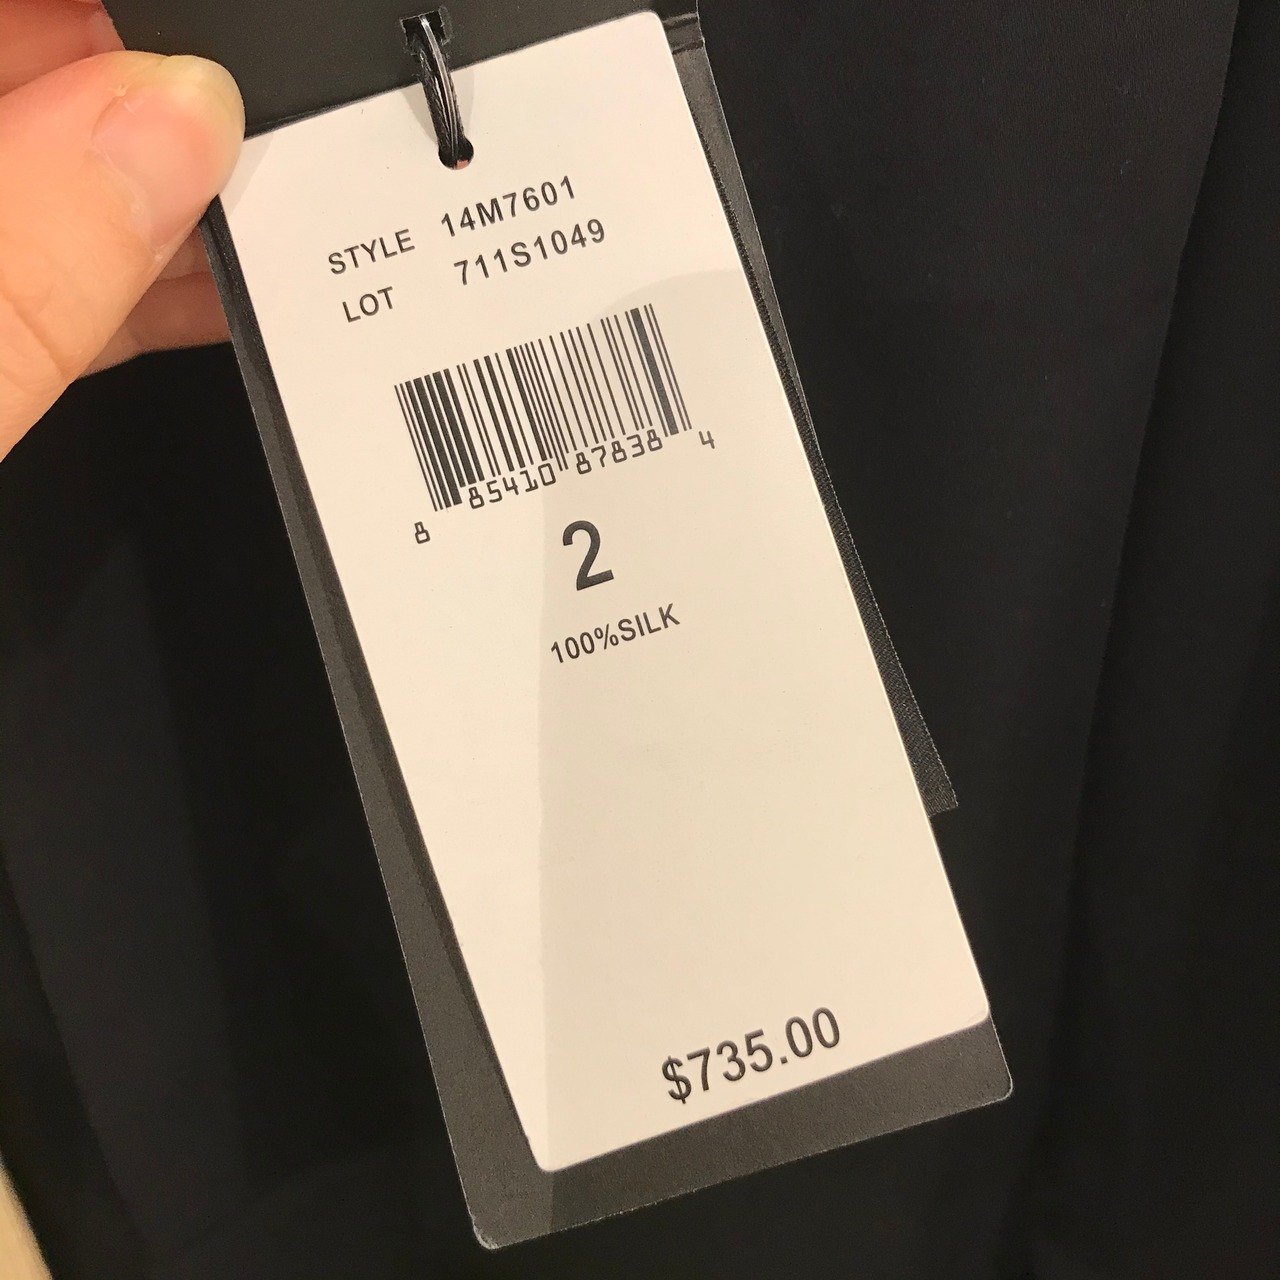 STYLE 14M7601
LOT 711S1049
8 85410 87838 4
2
100%SILK
$735.00